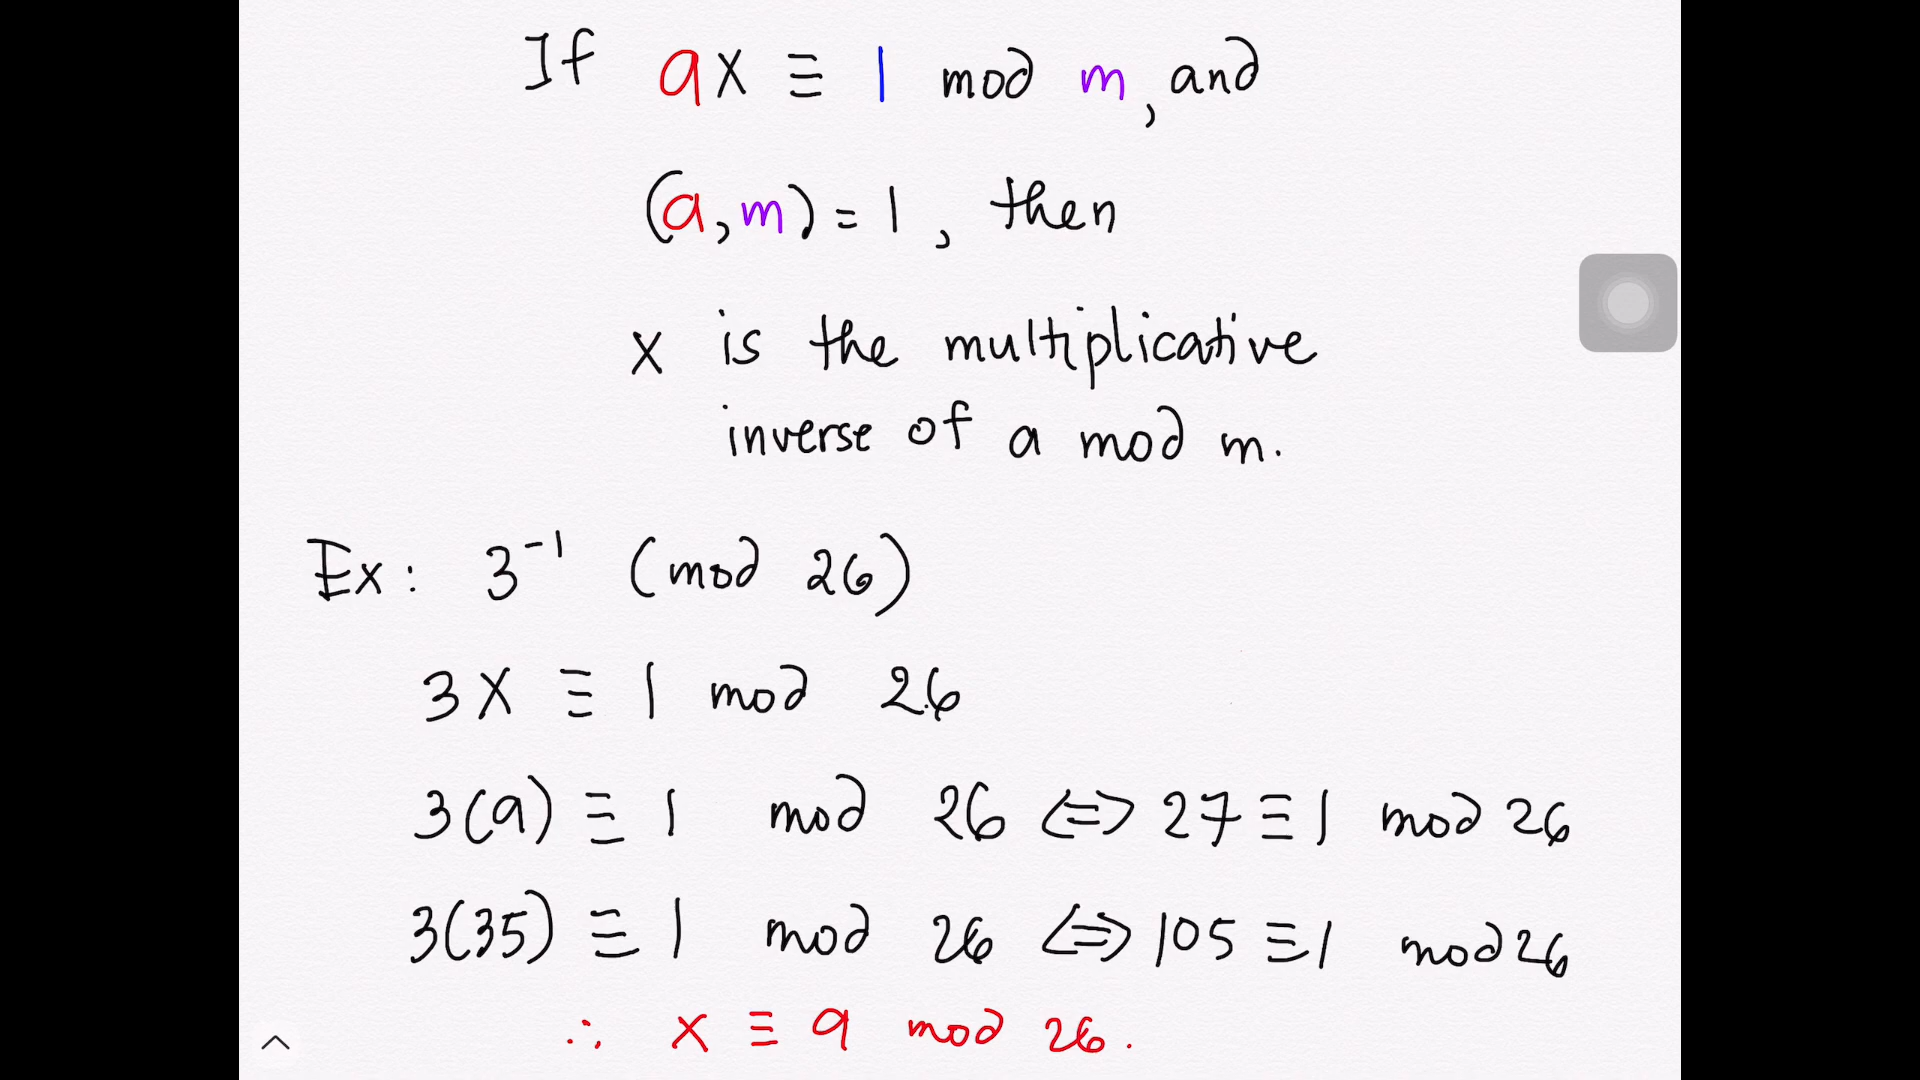 If ax ≡ 1 mod m, and
(a,m) = 1, then
x is the multiplicative
inverse of a mod m.
Ex: 3⁻¹ (mod 26)
3x ≡ 1 mod 26
3(9) ≡ 1 mod 26 ⇔ 27 ≡ 1 mod 26
3(35) ≡ 1 mod 26 ⇔ 105 ≡ 1 mod 26
∴ x ≡ 9 mod 26.